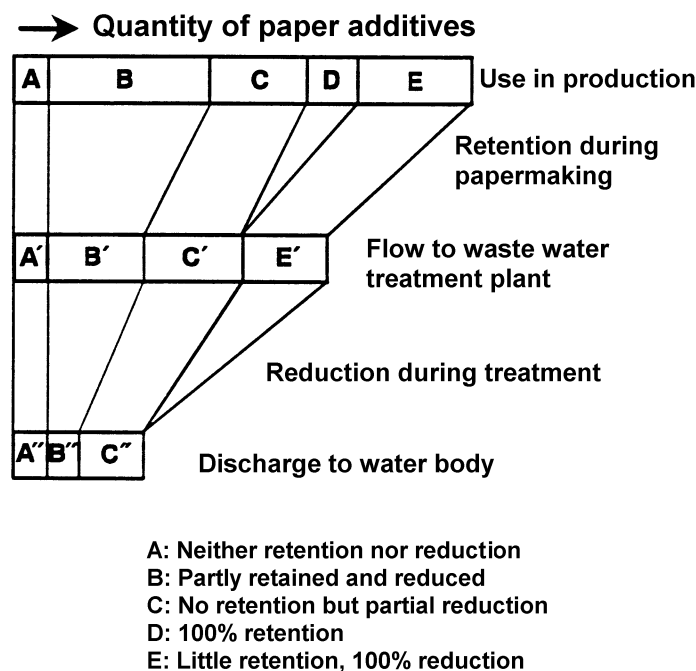 Quantity of paper additives
A B C D E Use in production
Retention during
papermaking
A′ B′ C′ E′ Flow to waste water
treatment plant
Reduction during treatment
A″ B″ C″ Discharge to water body
A: Neither retention nor reduction
B: Partly retained and reduced
C: No retention but partial reduction
D: 100% retention
E: Little retention, 100% reduction